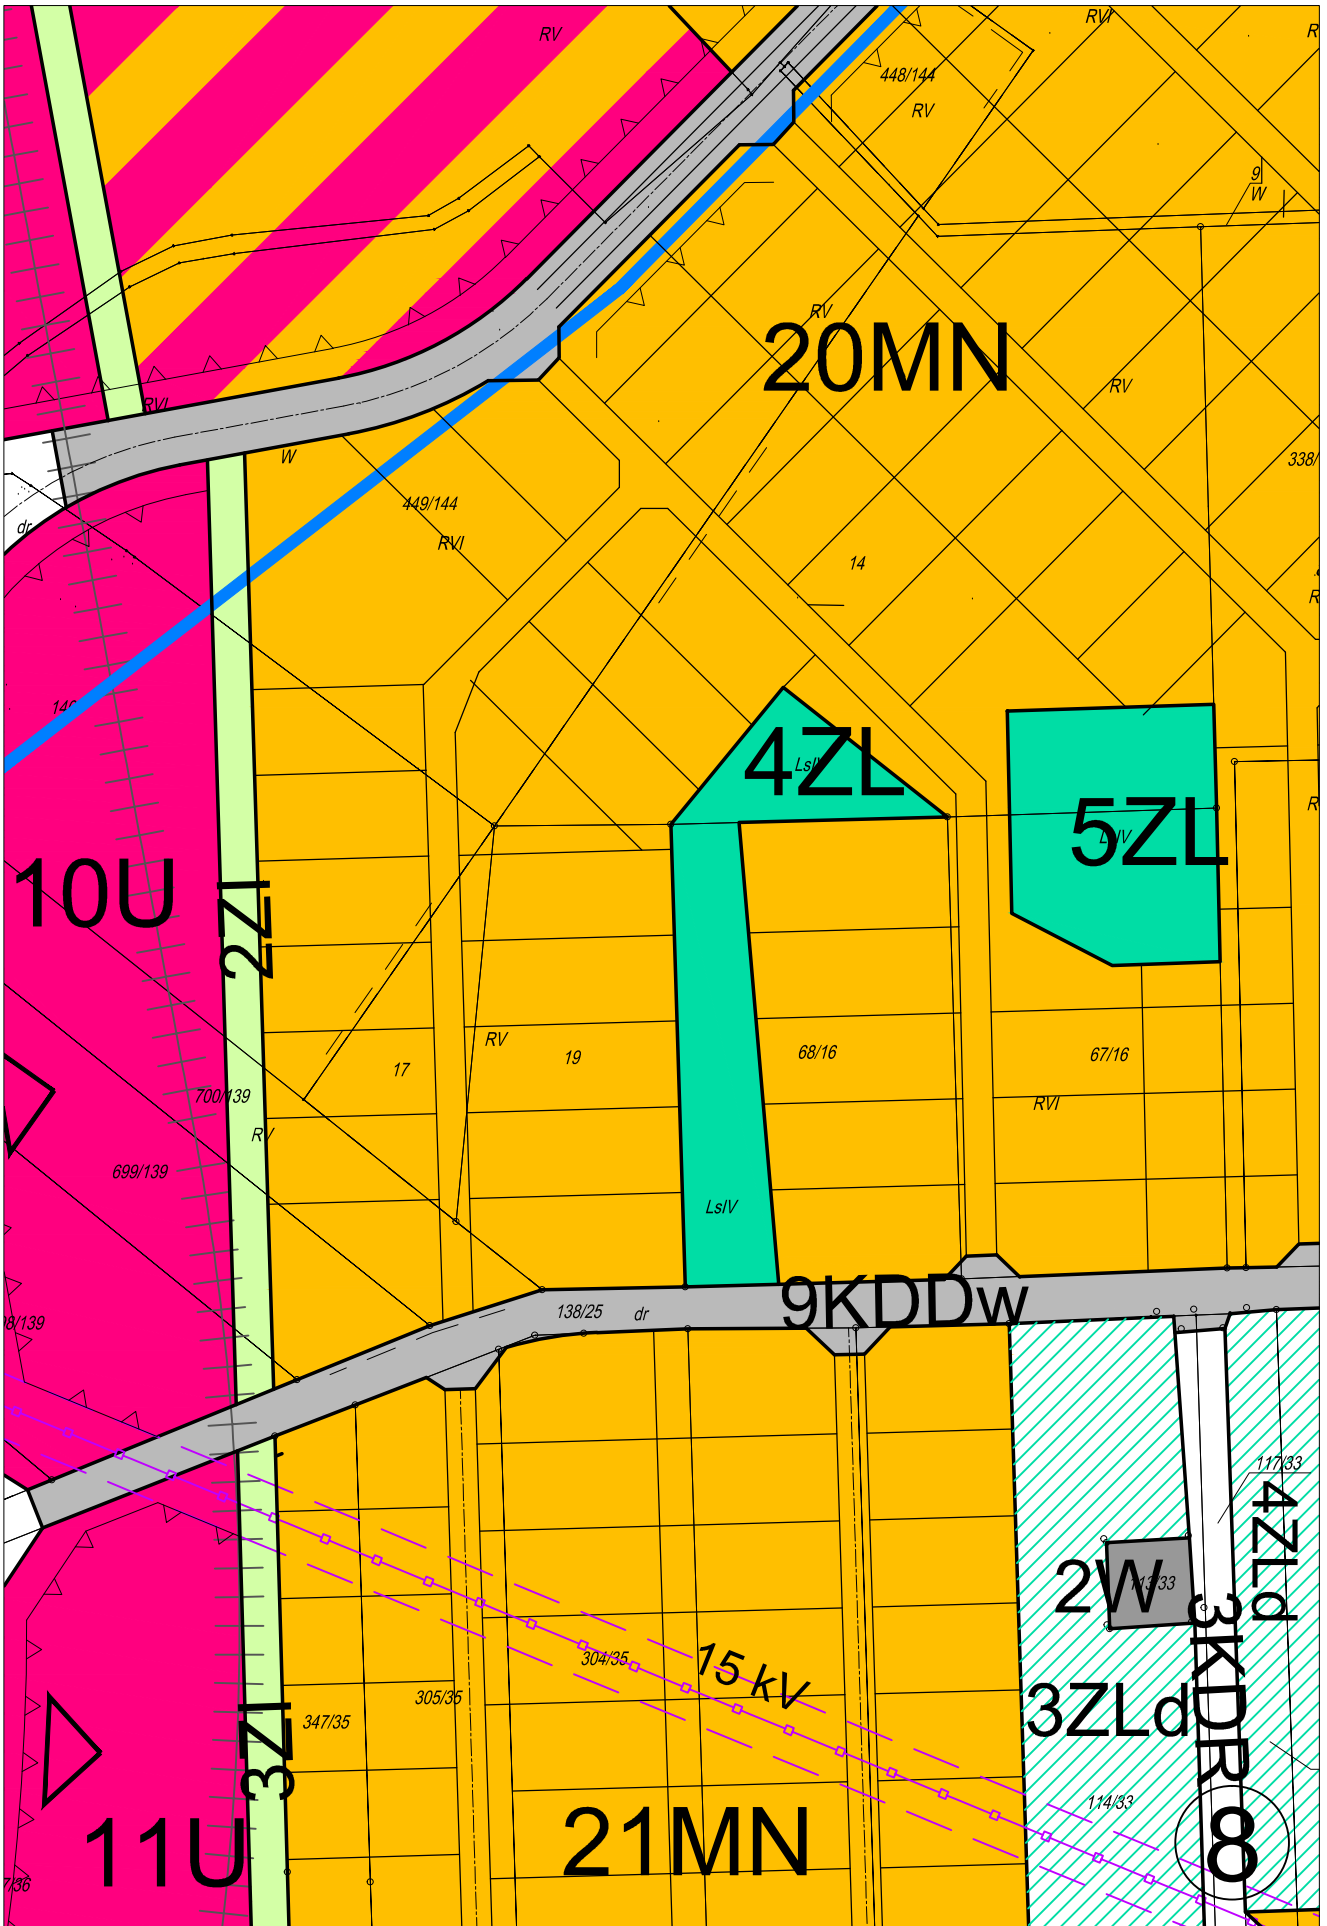 RV
RVI
448/144
RV
9
W
RV
20MN
RV
RVI
W
338/
449/144
dr
RVI
14
4ZL
LsIV
5ZL
10U
2ZI
RV
17
19
68/16
67/16
700/139
RVI
RV
699/139
LsIV
9KDDw
138/25
dr
117/33
4ZLd
2W
113/33
3KDR
304/35
15 kV
305/35
347/35
3ZLd
3ZI
114/33
8
11U
21MN